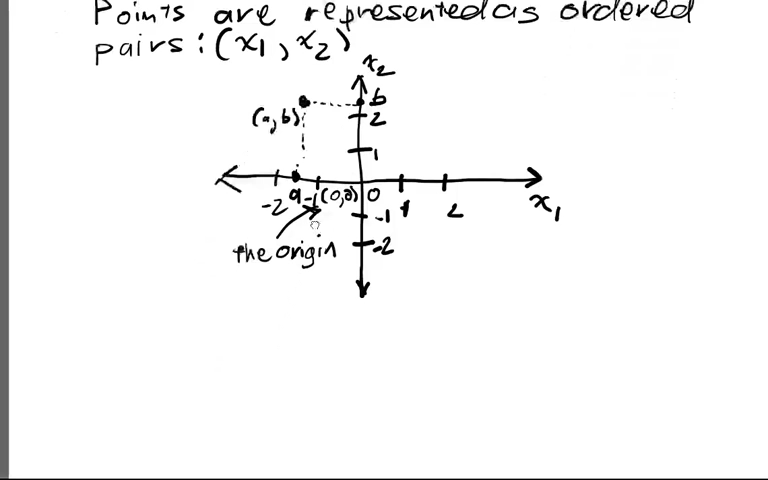 Points are represented as ordered
pairs : (x₁, x₂)
x₂
b
(a, b)
2
1
-2 a -1 (0,0) 0 1 2
x₁
-1
the origin
-2